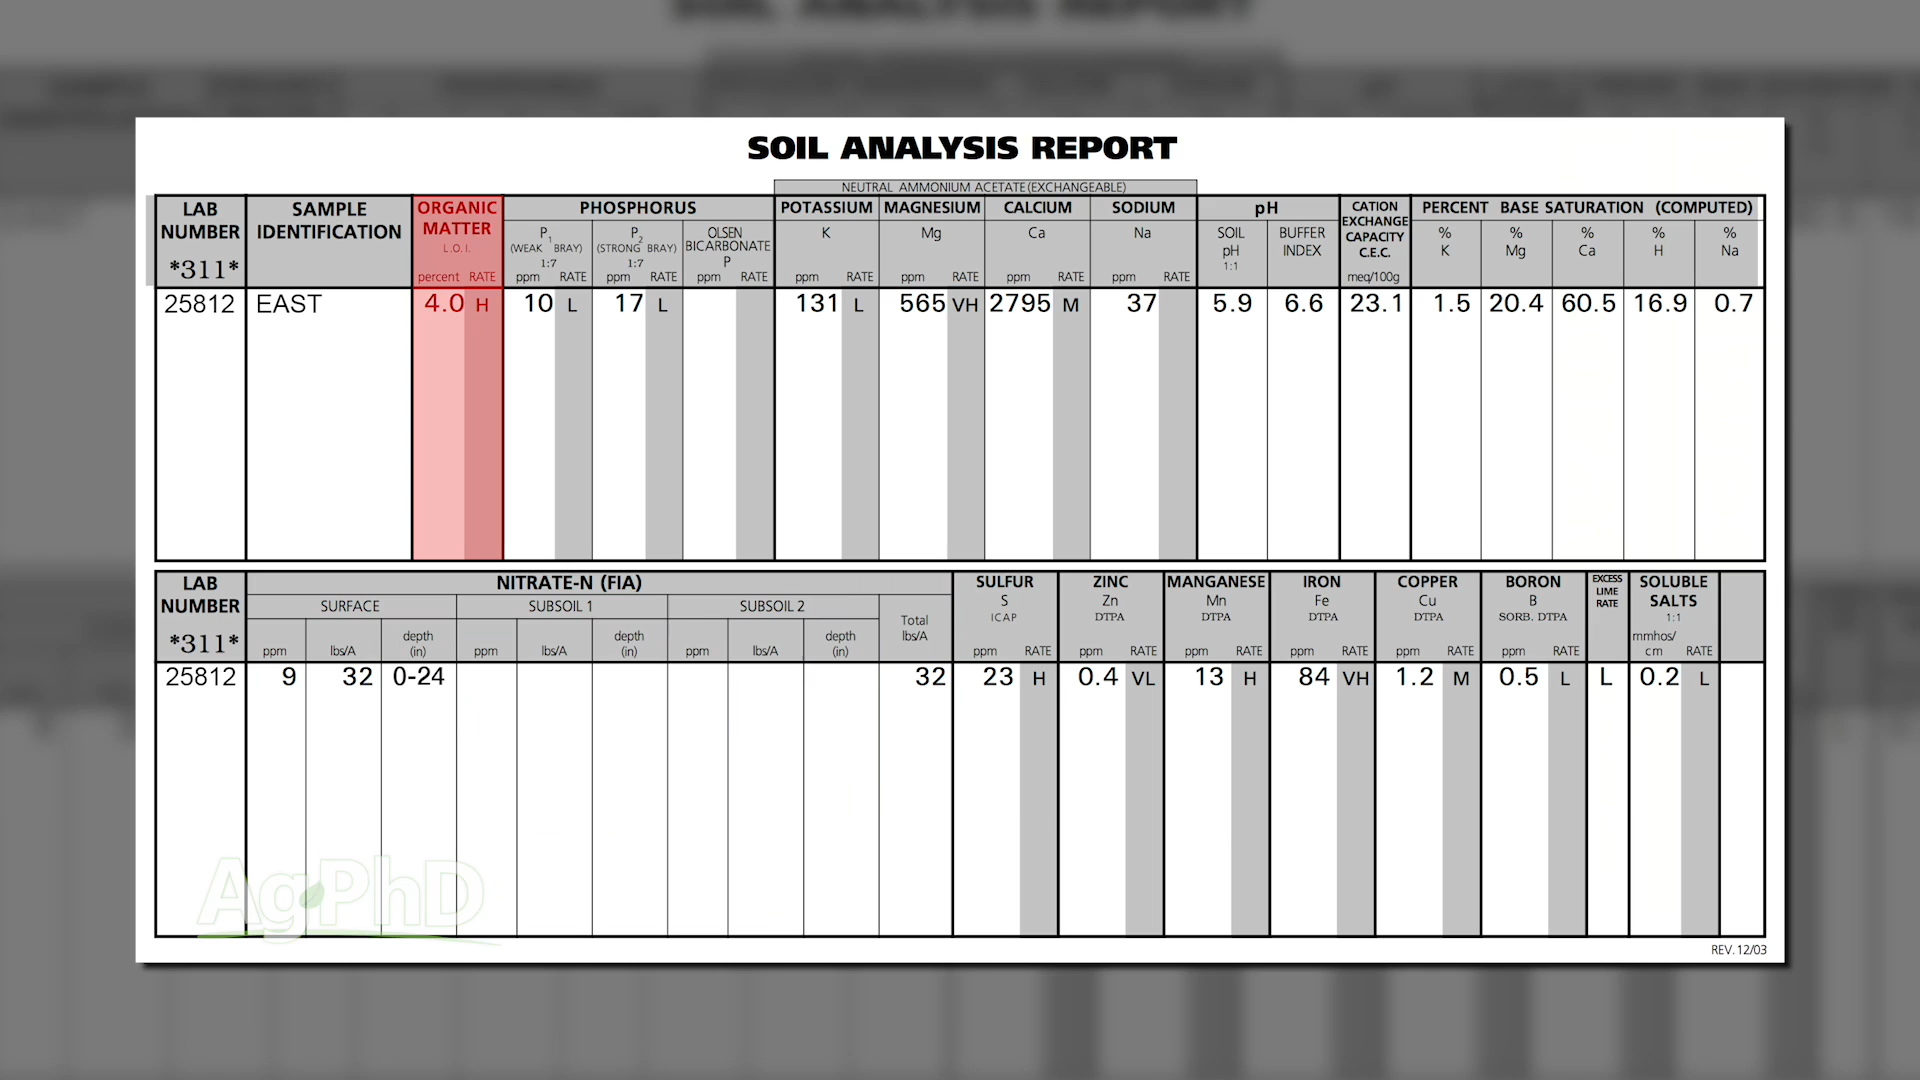 SOIL ANALYSIS REPORT
NEUTRAL AMMONIUM ACETATE (EXCHANGEABLE)
LAB NUMBER *311* SAMPLE IDENTIFICATION ORGANIC MATTER L.O.I. percent RATE PHOSPHORUS P1 (WEAK BRAY) 1:7 ppm RATE P2 (STRONG BRAY) 1:7 ppm RATE OLSEN BICARBONATE P ppm RATE POTASSIUM K ppm RATE MAGNESIUM Mg ppm RATE CALCIUM Ca ppm RATE SODIUM Na ppm RATE pH SOIL pH 1:1 BUFFER INDEX CATION EXCHANGE CAPACITY C.E.C. meq/100g PERCENT BASE SATURATION (COMPUTED) % K % Mg % Ca % H % Na
25812 EAST 4.0 H 10 L 17 L 131 L 565 VH 2795 M 37 5.9 6.6 23.1 1.5 20.4 60.5 16.9 0.7
LAB NUMBER *311* NITRATE-N (FIA) SURFACE ppm lbs/A depth (in) SUBSOIL 1 ppm lbs/A depth (in) SUBSOIL 2 ppm lbs/A depth (in) Total lbs/A SULFUR S ICAP ppm RATE ZINC Zn DTPA ppm RATE MANGANESE Mn DTPA ppm RATE IRON Fe DTPA ppm RATE COPPER Cu DTPA ppm RATE BORON B SORB. DTPA ppm RATE EXCESS LIME RATE SOLUBLE SALTS 1:1 mmhos/cm RATE
25812 9 32 0-24 32 23 H 0.4 VL 13 H 84 VH 1.2 M 0.5 L L 0.2 L
AgPhD
REV. 12/03